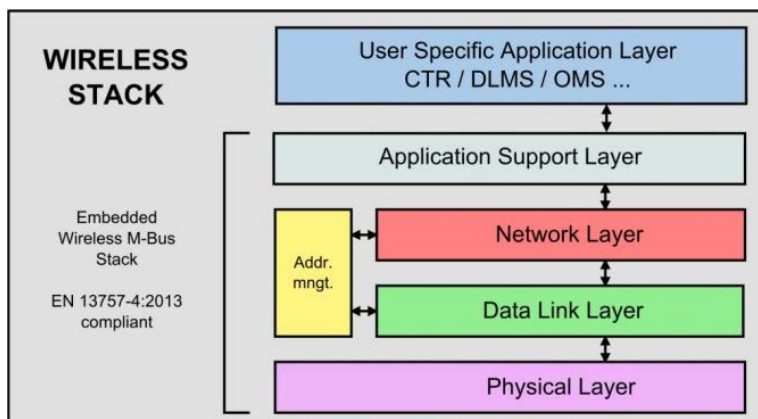 WIRELESS
STACK
User Specific Application Layer
CTR / DLMS / OMS ...
Application Support Layer
Embedded
Wireless M-Bus
Stack
EN 13757-4:2013
compliant
Addr.
mngt.
Network Layer
Data Link Layer
Physical Layer